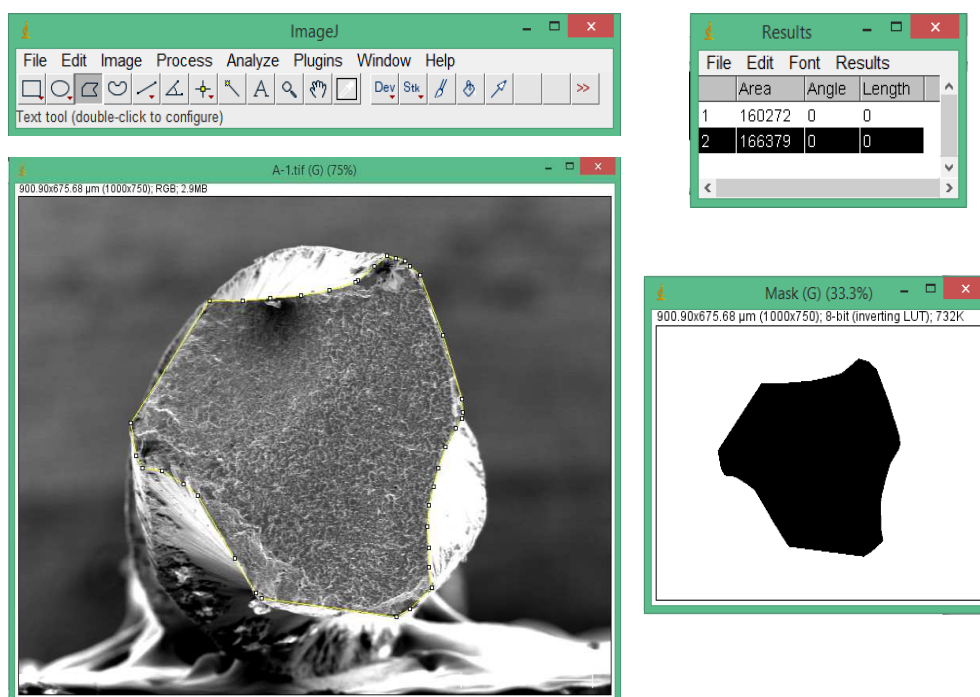 ImageJ
File Edit Image Process Analyze Plugins Window Help
A Dev Stk >>
Text tool (double-click to configure)
Results
File Edit Font Results
Area Angle Length
1 160272 0 0
2 166379 0 0
A-1.tif (G) (75%)
900.90x675.68 µm (1000x750); RGB; 2.9MB
Mask (G) (33.3%)
900.90x675.68 µm (1000x750); 8-bit (inverting LUT); 732K